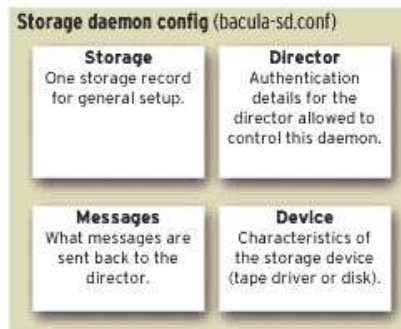 Storage daemon config (bacula-sd.conf)
Storage
One storage record
for general setup.
Director
Authentication
details for the
director allowed to
control this daemon.
Messages
What messages are
sent back to the
director.
Device
Characteristics of
the storage device
(tape driver or disk).